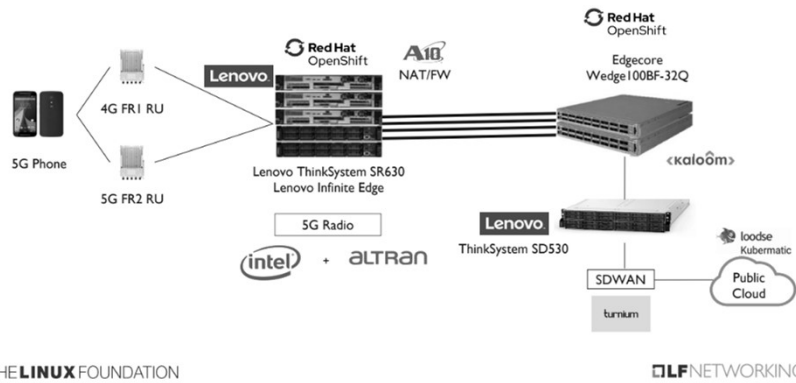 Red Hat
OpenShift
Red Hat
OpenShift
Lenovo
A10
NAT/FW
Edgecore
Wedge100BF-32Q
4G FR1 RU
5G Phone
5G FR2 RU
Lenovo ThinkSystem SR630
Lenovo Infinite Edge
kaloom
5G Radio
Lenovo
ThinkSystem SD530
intel + ALTRAN
loodse
Kubermatic
SDWAN
Public
Cloud
turnium
HE LINUX FOUNDATION
LFNETWORKING